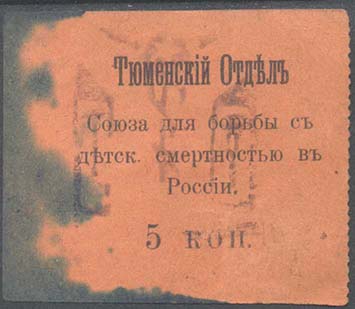 Тюменскій Отдѣлъ
Союза для борьбы съ
дѣтск. смертностью въ
Россіи.
5 коп.